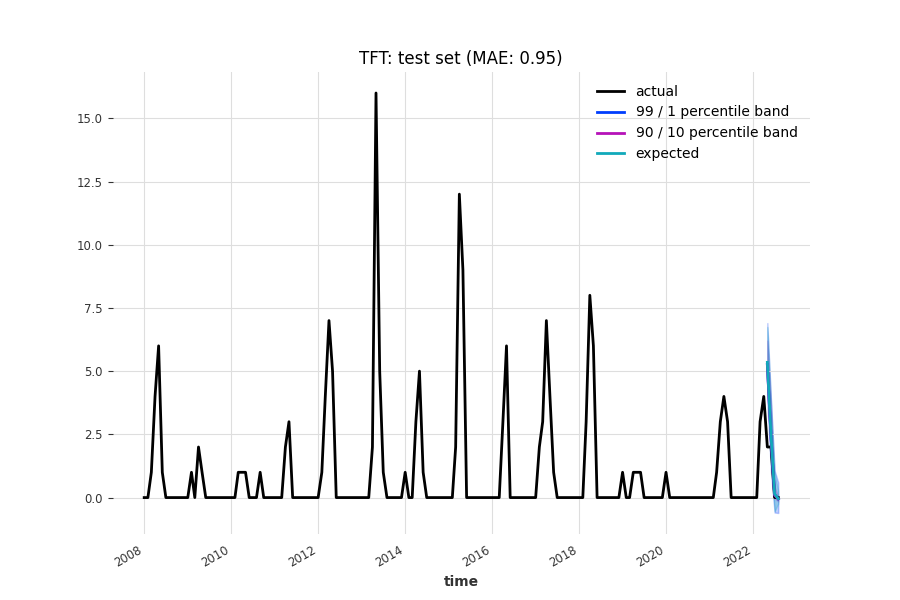 TFT: test set (MAE: 0.95)
actual
99 / 1 percentile band
90 / 10 percentile band
expected
15.0
12.5
10.0
7.5
5.0
2.5
0.0
2008 2010 2012 2014 2016 2018 2020 2022
time